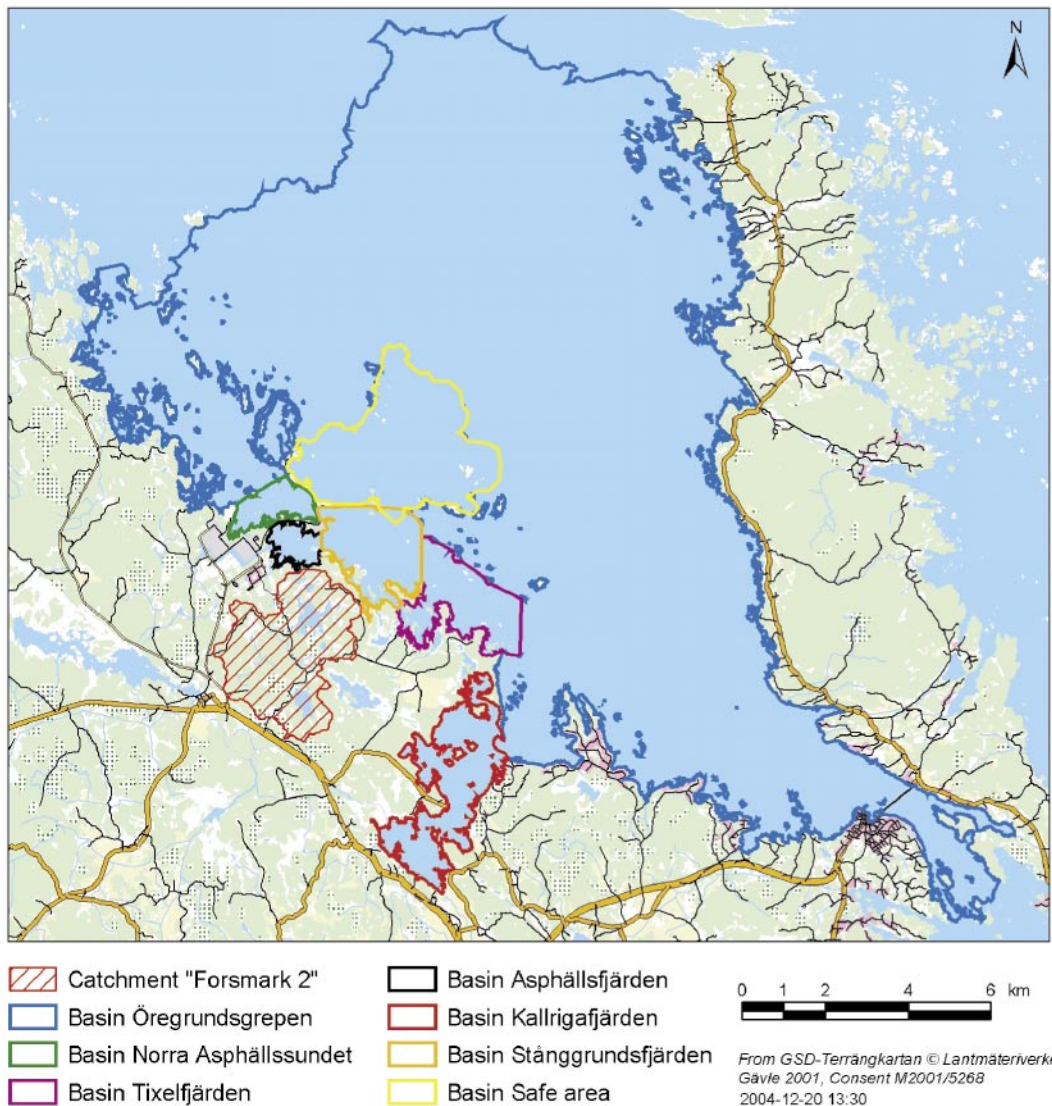 N
Catchment "Forsmark 2"
Basin Öregrundsgrepen
Basin Norra Asphällssundet
Basin Tixelfjärden
Basin Asphällsfjärden
Basin Kallrigafjärden
Basin Stånggrundsfjärden
Basin Safe area
0 1 2 4 6 km
From GSD-Terrängkartan © Lantmäteriverke
Gävle 2001, Consent M2001/5268
2004-12-20 13:30